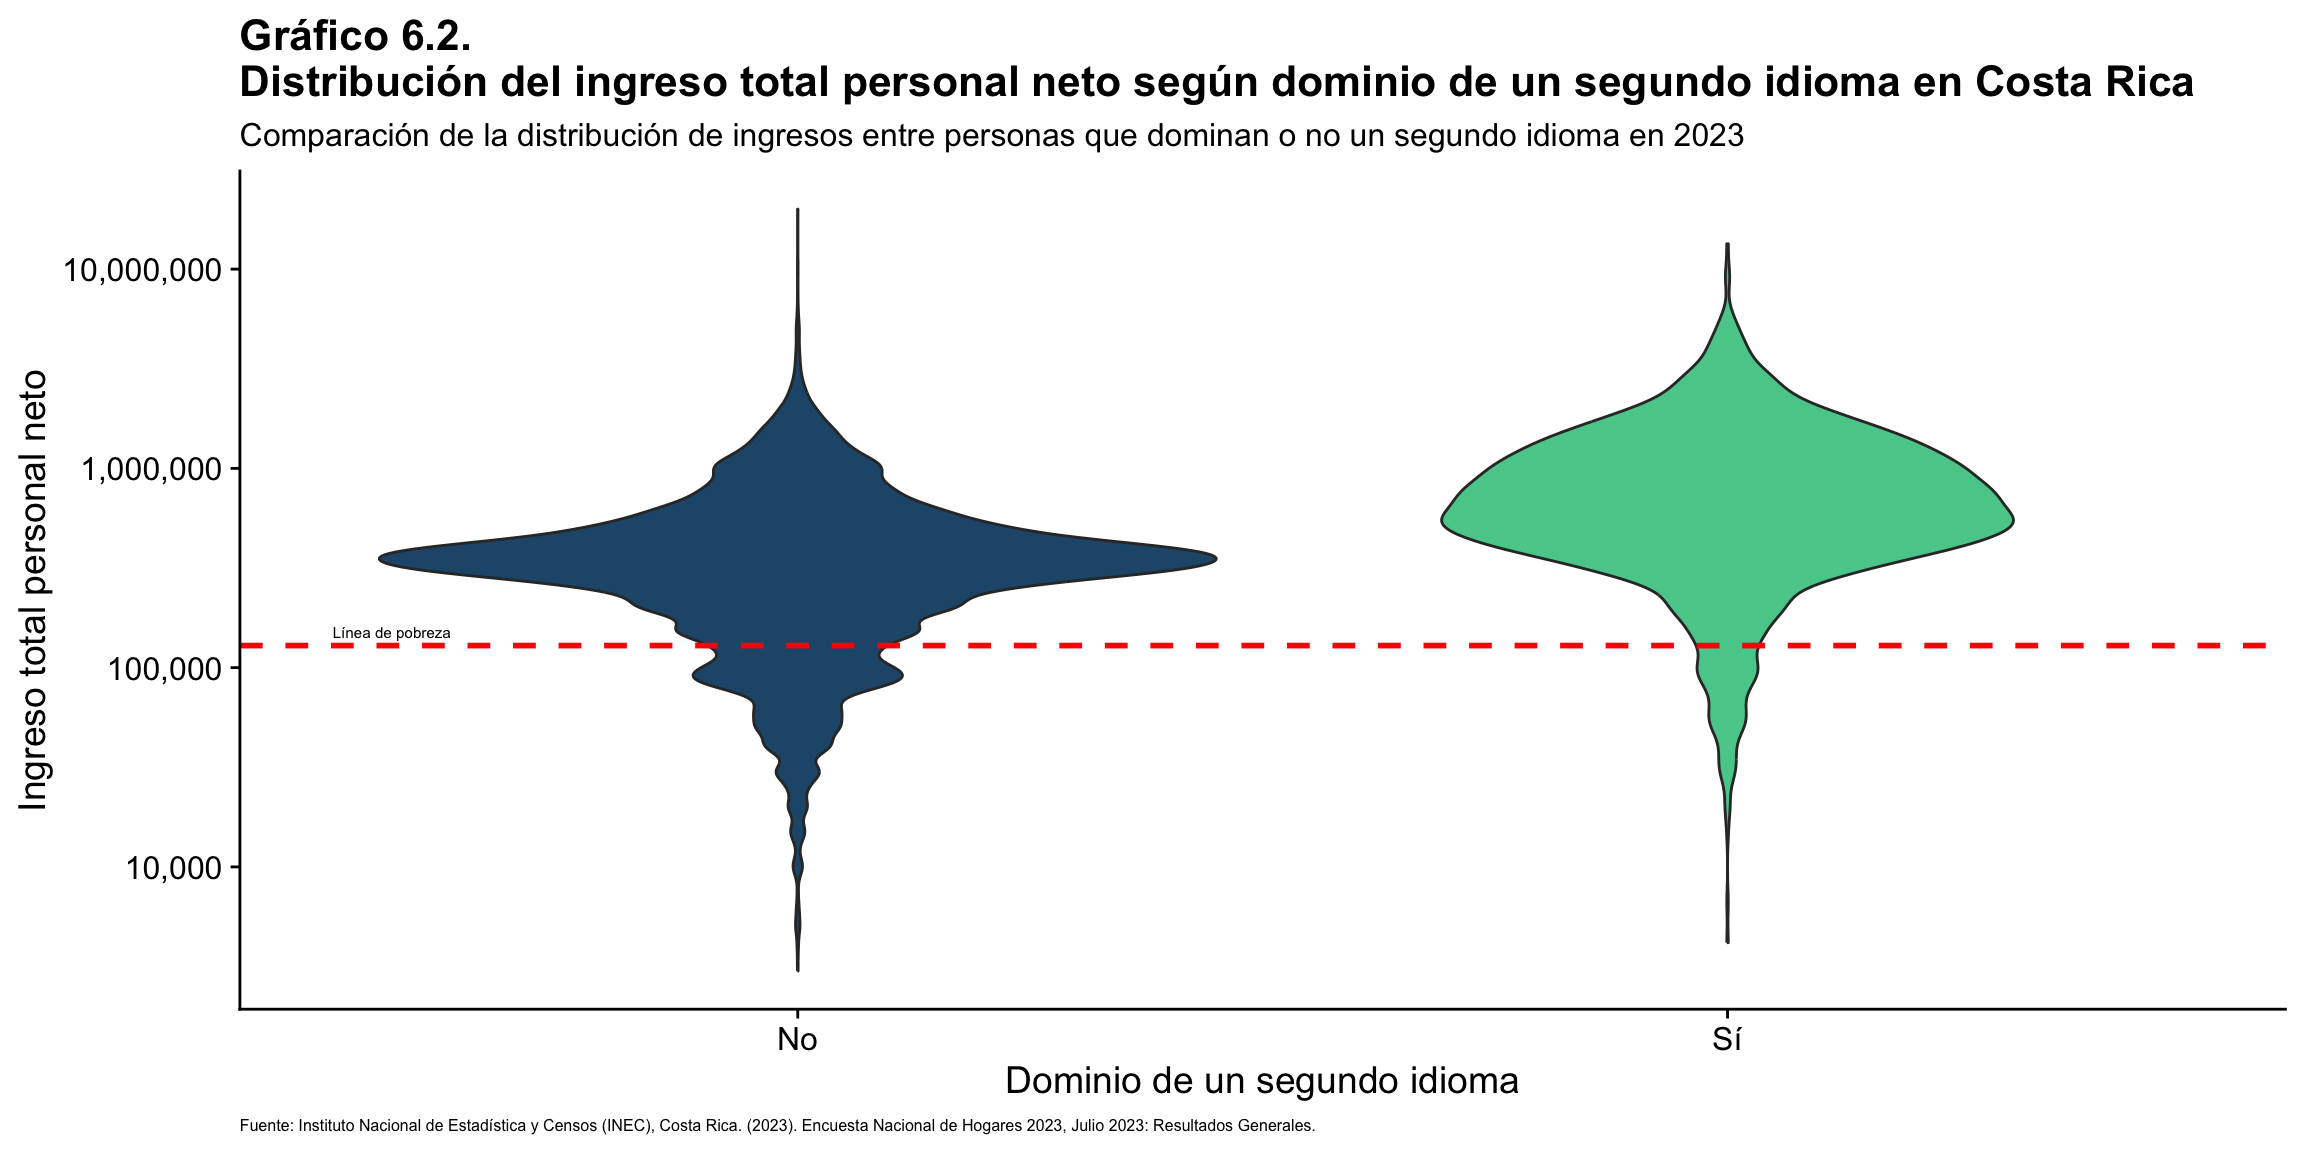 Gráfico 6.2.
Distribución del ingreso total personal neto según dominio de un segundo idioma en Costa Rica
Comparación de la distribución de ingresos entre personas que dominan o no un segundo idioma en 2023
Ingreso total personal neto
10,000,000
1,000,000
100,000
10,000
Línea de pobreza
No
Sí
Dominio de un segundo idioma
Fuente: Instituto Nacional de Estadística y Censos (INEC), Costa Rica. (2023). Encuesta Nacional de Hogares 2023, Julio 2023: Resultados Generales.